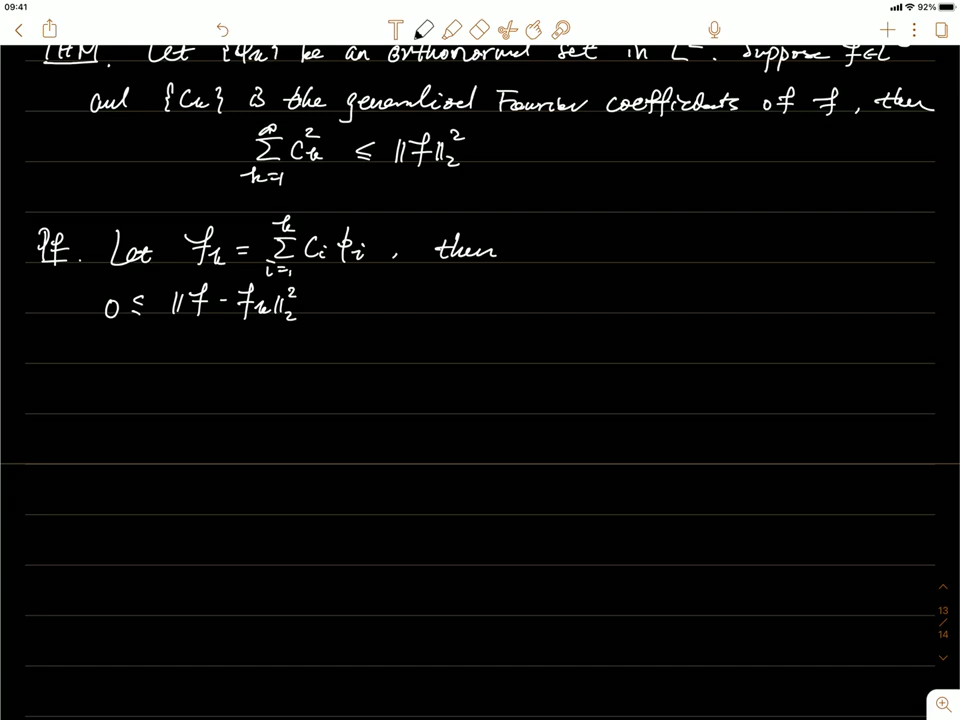 09:41
92%
THM. Let {φk} be an orthonormal set in L². Suppose f∈L²
and {Ck} is the generalized Fourier coefficients of f, then
∞
∑ Ck² ≤ ‖f‖₂²
k=1
Pf. Let fk = ∑_{i=1}^{k} Ci ϕi , then
0 ≤ ‖f - fk‖₂²
13
/
14